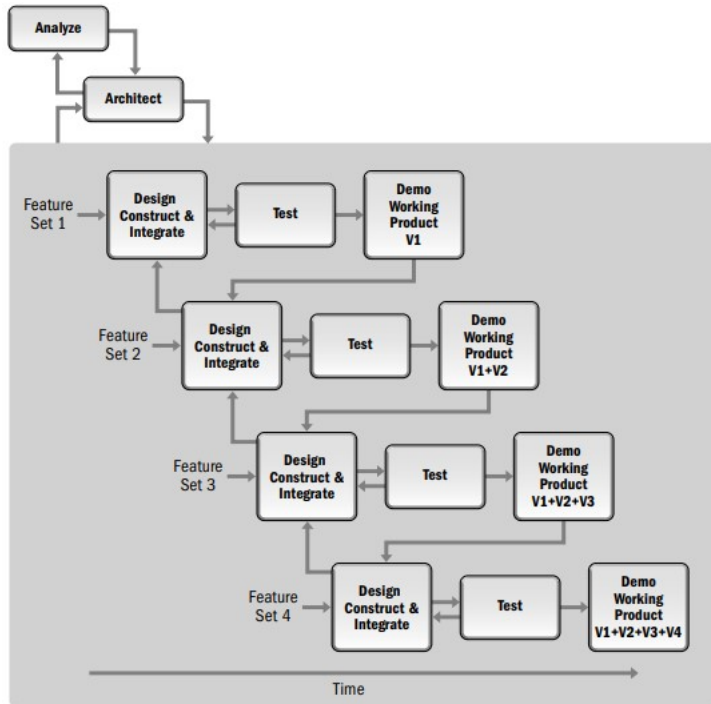 Analyze
Architect
Feature
Set 1
Design
Construct &
Integrate
Test
Demo
Working
Product
V1
Feature
Set 2
Design
Construct &
Integrate
Test
Demo
Working
Product
V1+V2
Feature
Set 3
Design
Construct &
Integrate
Test
Demo
Working
Product
V1+V2+V3
Feature
Set 4
Design
Construct &
Integrate
Test
Demo
Working
Product
V1+V2+V3+V4
Time